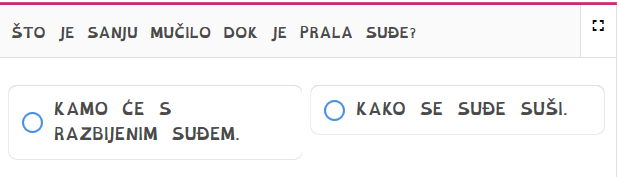 ŠTO JE SANJU MUČILO DOK JE PRALA SUĐE?
KAMO ĆE S
RAZBIJENIM SUĐEM.
KAKO SE SUĐE SUŠI.